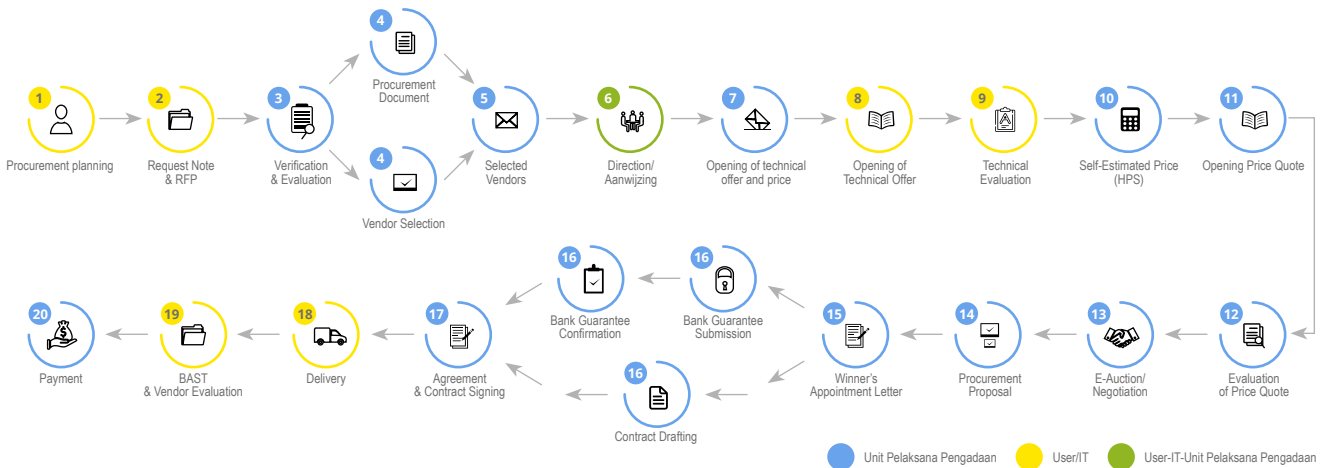 1
Procurement planning
2
Request Note
& RFP
3
Verification
& Evaluation
4
Procurement
Document
4
Vendor Selection
5
Selected
Vendors
6
Direction/
Aanwijzing
7
Opening of technical
offer and price
8
Opening of
Technical Offer
9
Technical
Evaluation
10
Self-Estimated Price
(HPS)
11
Opening Price Quote
12
Evaluation
of Price Quote
13
E-Auction/
Negotiation
14
Procurement
Proposal
15
Winner's
Appointment Letter
16
Bank Guarantee
Submission
16
Bank Guarantee
Confirmation
16
Contract Drafting
17
Agreement
& Contract Signing
18
Delivery
19
BAST
& Vendor Evaluation
20
Payment
Unit Pelaksana Pengadaan
User/IT
User-IT-Unit Pelaksana Pengadaan